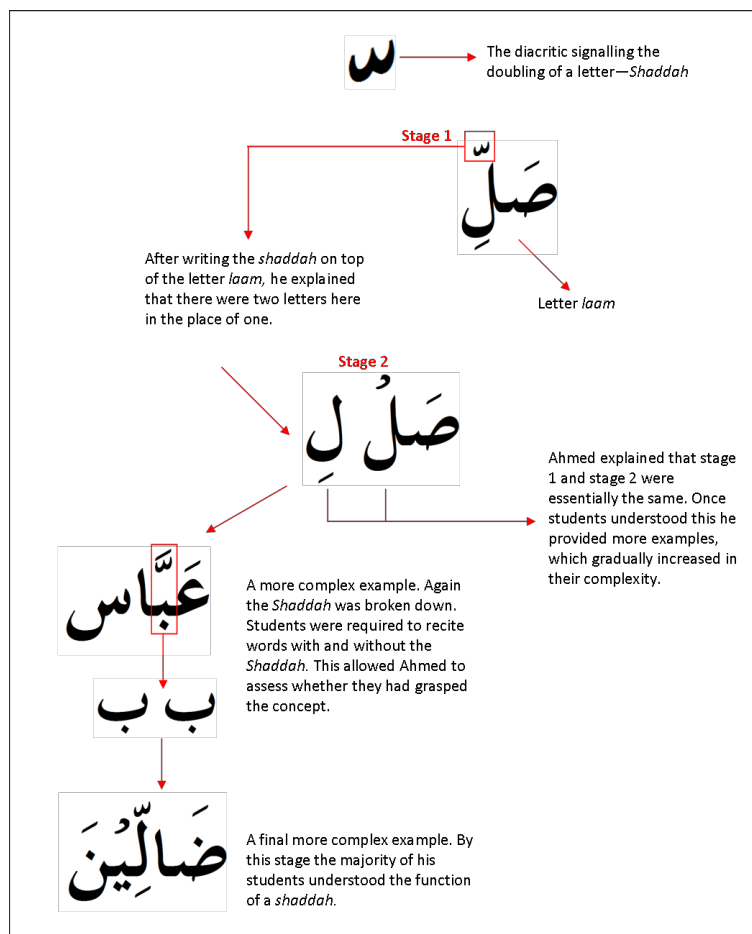 ّ
The diacritic signalling the
doubling of a letter—Shaddah
Stage 1
صَلِّ
Letter laam
After writing the shaddah on top
of the letter laam, he explained
that there were two letters here
in the place of one.
Stage 2
صَلْ لِ
Ahmed explained that stage
1 and stage 2 were
essentially the same. Once
students understood this he
provided more examples,
which gradually increased in
their complexity.
عَبَّاس
A more complex example. Again
the Shaddah was broken down.
Students were required to recite
words with and without the
Shaddah. This allowed Ahmed to
assess whether they had grasped
the concept.
ب ب
ضَالِّيْنَ
A final more complex example. By
this stage the majority of his
students understood the function
of a shaddah.